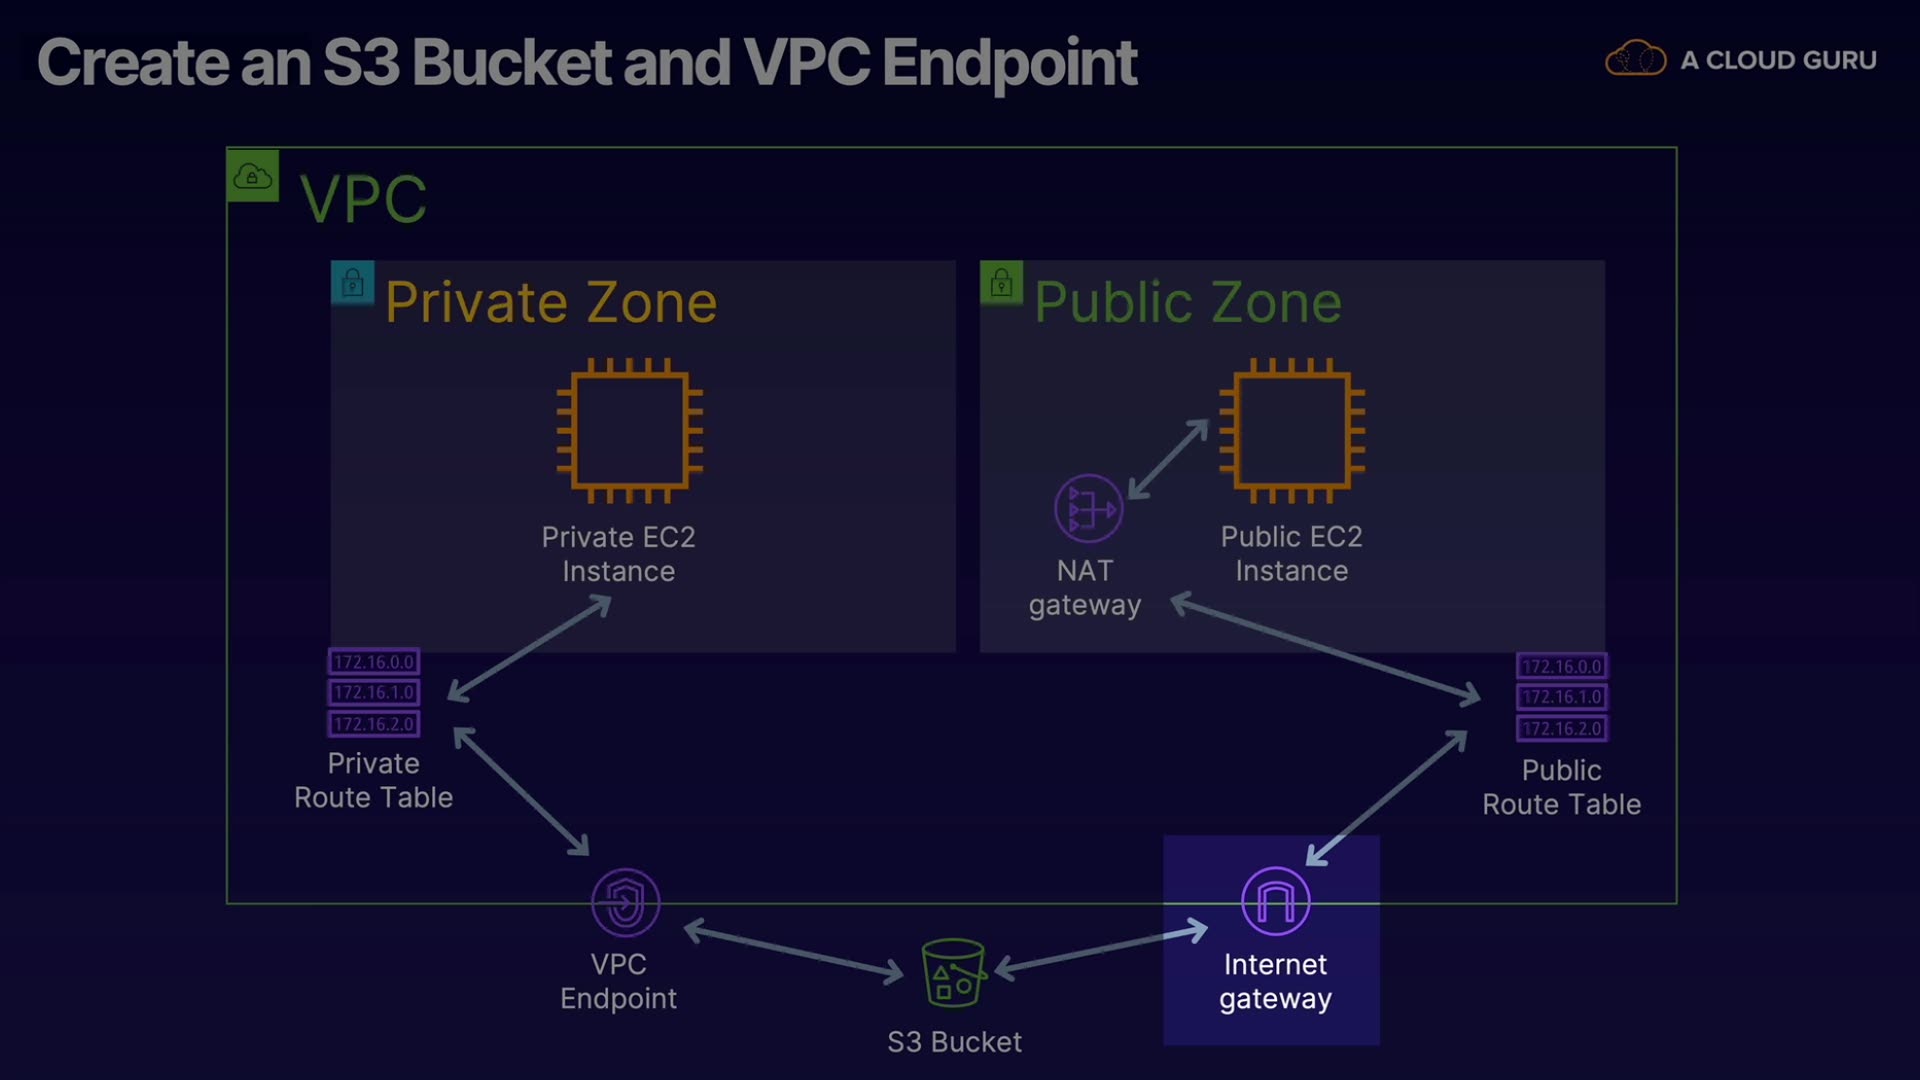 Create an S3 Bucket and VPC Endpoint
A CLOUD GURU
VPC
Private Zone
Public Zone
Private EC2
Instance
NAT
gateway
Public EC2
Instance
172.16.0.0
172.16.1.0
172.16.2.0
Private
Route Table
172.16.0.0
172.16.1.0
172.16.2.0
Public
Route Table
VPC
Endpoint
S3 Bucket
Internet
gateway